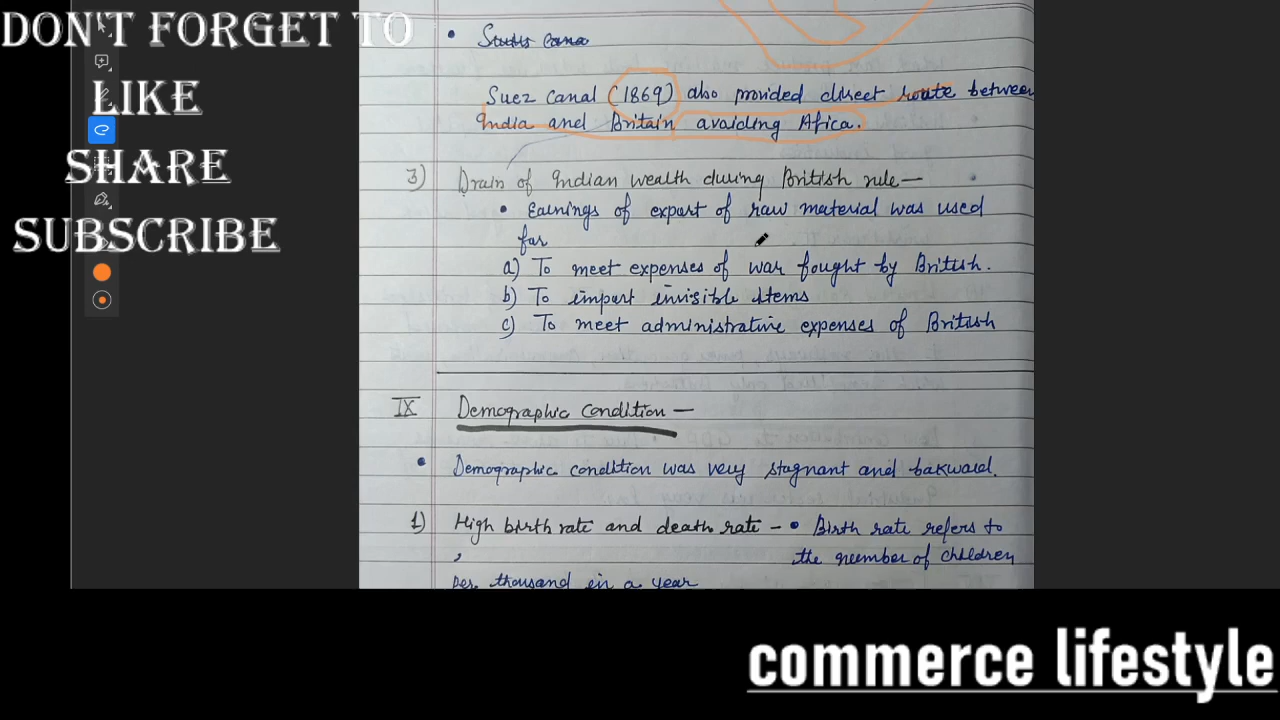 DON'T FORGET TO
LIKE
SHARE
SUBSCRIBE
Suez canal (1869) also provided direct route between
India and Britain avoiding Africa.
3) Drain of Indian wealth during British rule—
• Earnings of export of raw material was used
for
a) To meet expenses of war fought by British.
b) To import invisible items
c) To meet administrative expenses of British
IX Demographic Condition —
• Demographic condition was very stagnant and bakward.
1) High birth rate and death rate - • Birth rate refers to
the number of children
per thousand in a year
commerce lifestyle